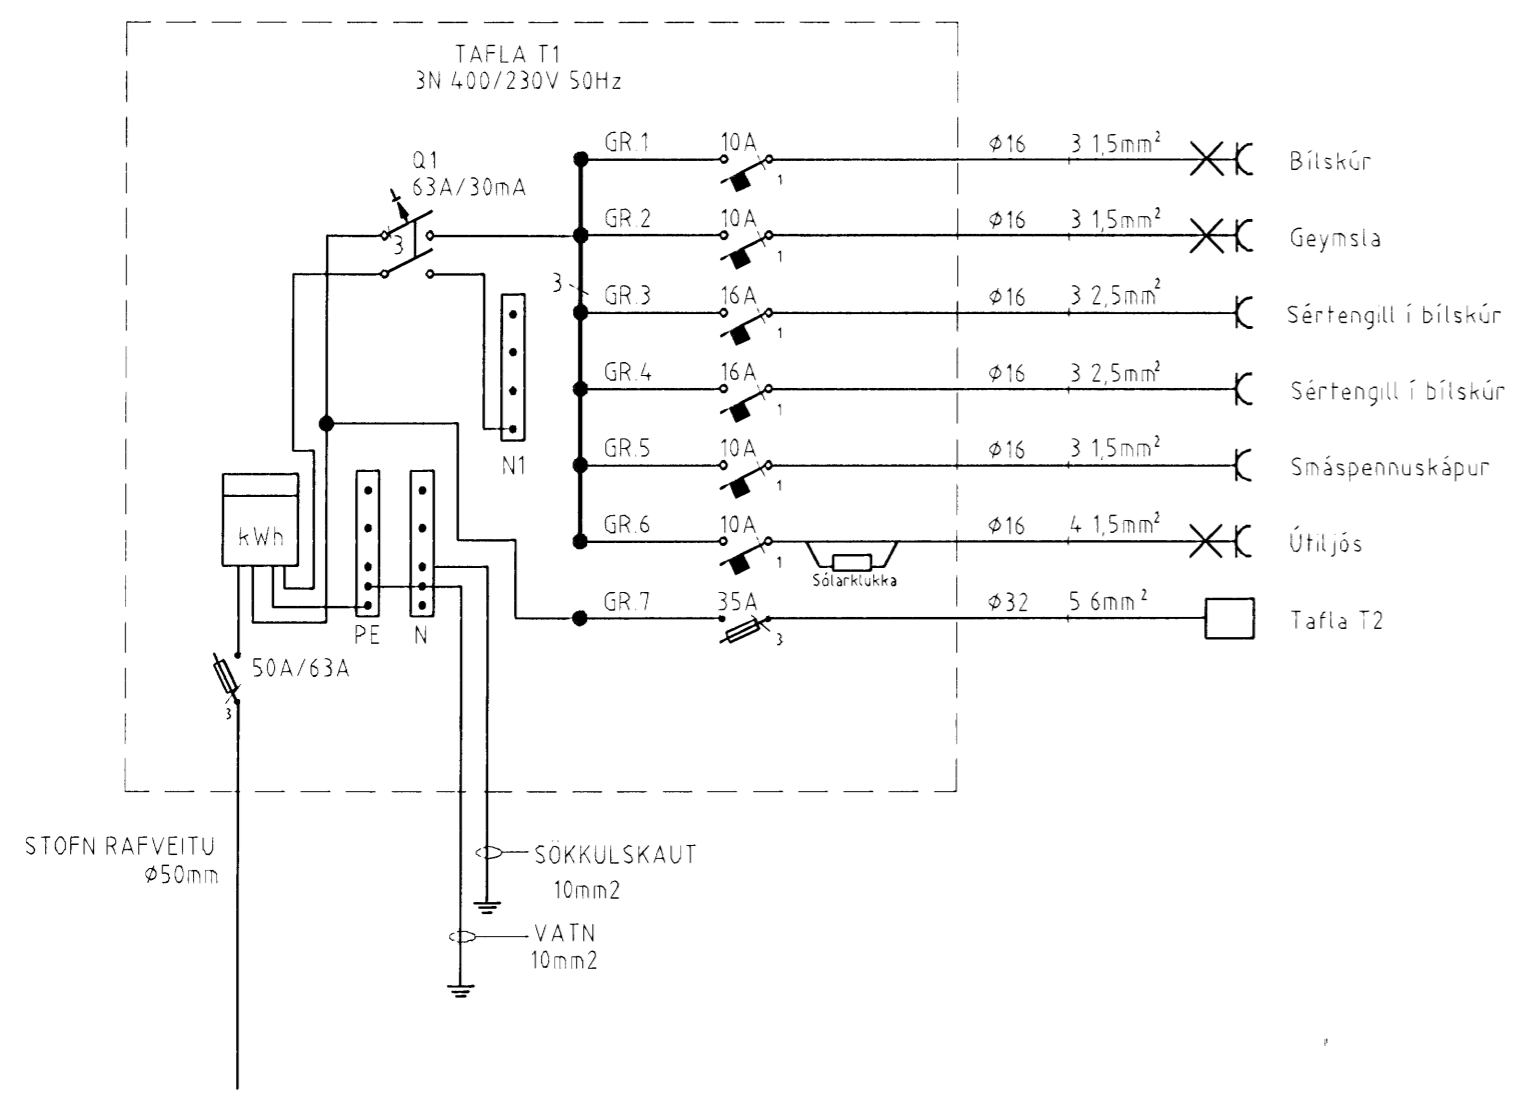 TAFLA T1
3N 400/230V 50Hz
Q1
63A/30mA
3
3
GR.1 10A 1 ø16 3 1,5mm² Bílskúr
GR.2 10A 1 ø16 3 1,5mm² Geymsla
GR.3 16A 1 ø16 3 2,5mm² Sértengill í bílskúr
GR.4 16A 1 ø16 3 2,5mm² Sértengill í bílskúr
GR.5 10A 1 ø16 3 1,5mm² Smáspennuskápur
GR.6 10A 1 ø16 4 1,5mm² Útiljós
Sólarklukka
GR.7 35A 3 ø32 5 6mm² Tafla T2
N1
kWh
PE N
50A/63A
3
STOFN RAFVEITU
ø50mm
SÖKKULSKAUT
10mm2
VATN
10mm2